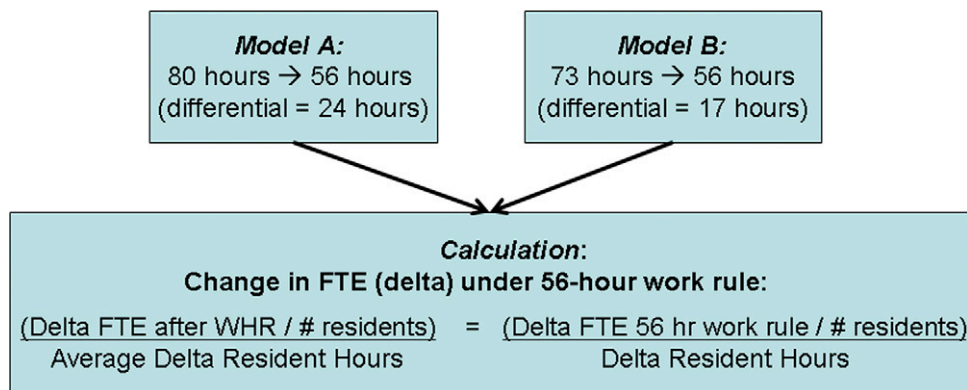 Model A:
80 hours → 56 hours
(differential = 24 hours)
Model B:
73 hours → 56 hours
(differential = 17 hours)
Calculation:
Change in FTE (delta) under 56-hour work rule:
(Delta FTE after WHR / # residents) = (Delta FTE 56 hr work rule / # residents)
Average Delta Resident Hours Delta Resident Hours